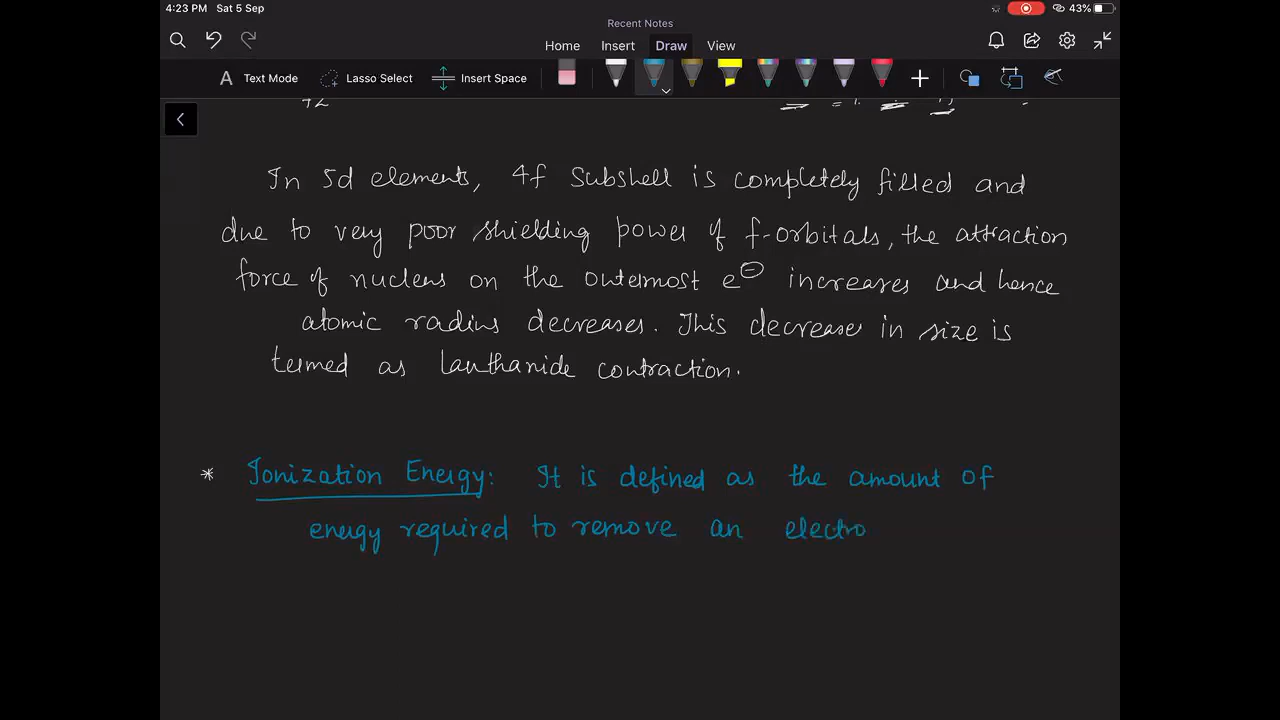 4:23 PM Sat 5 Sep
43%
Recent Notes
Home Insert Draw View
A Text Mode Lasso Select Insert Space
In 5d elements, 4f subshell is completely filled and
due to very poor shielding power of f-orbitals, the attraction
force of nucleus on the outermost e⊖ increases and hence
atomic radius decreases. This decrease in size is
termed as lanthanide contraction.
* Ionization Energy: It is defined as the amount of
energy required to remove an electro